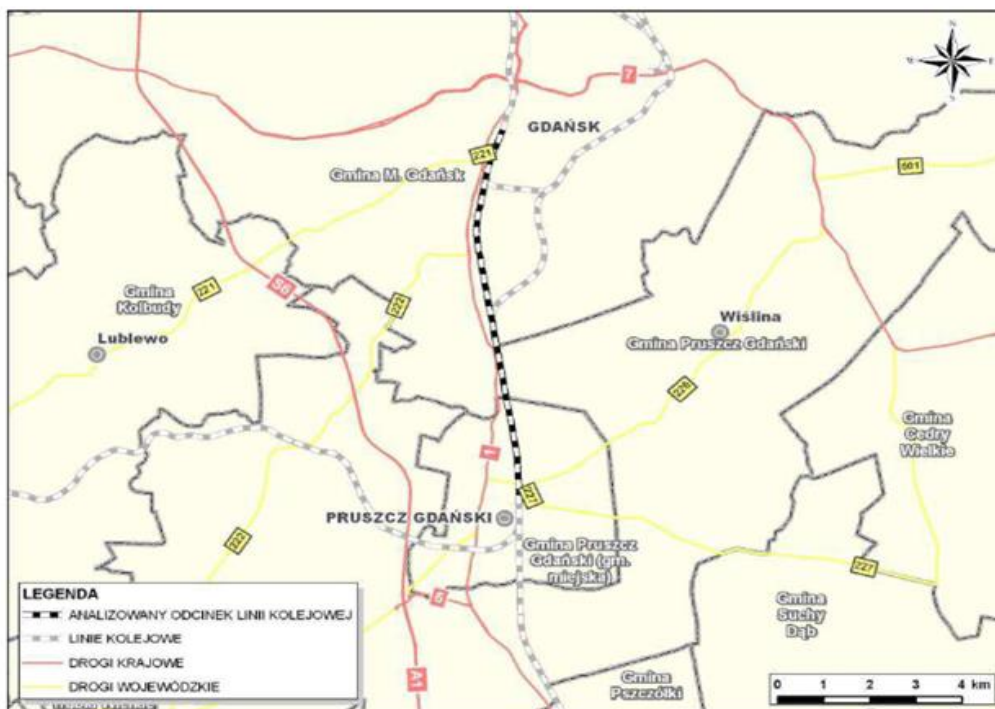 N
7
GDAŃSK
221
Gmina M. Gdańsk
601
S6
Gmina
Kolbudy
221
222
Lublewo
Wiślina
Gmina Pruszcz Gdański
226
Gmina
Cedry
Wielkie
1
227
PRUSZCZ GDAŃSKI
222
Gmina Pruszcz
Gdański (gm.
miejska)
227
6
Gmina
Suchy
Dąb
A1
Gmina
Pszczółki
LEGENDA
ANALIZOWANY ODCINEK LINII KOLEJOWEJ
LINIE KOLEJOWE
DROGI KRAJOWE
DROGI WOJEWÓDZKIE
0 1 2 3 4 km